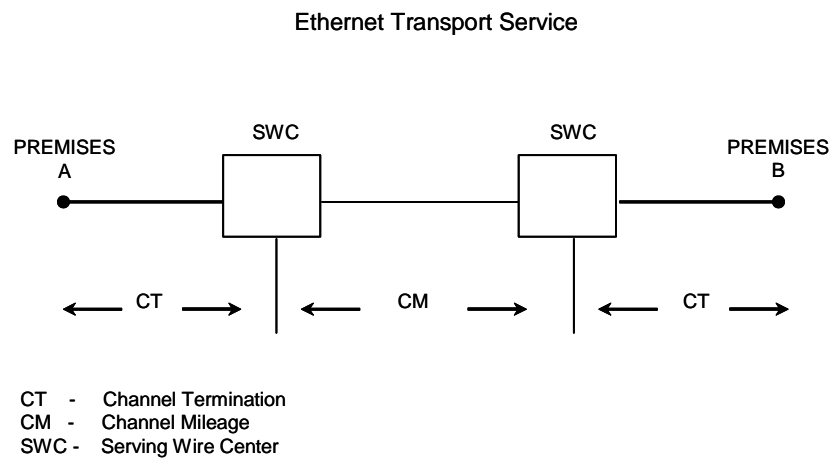 Ethernet Transport Service
SWC
SWC
PREMISES
A
PREMISES
B
CT
CM
CT
CT - Channel Termination
CM - Channel Mileage
SWC - Serving Wire Center